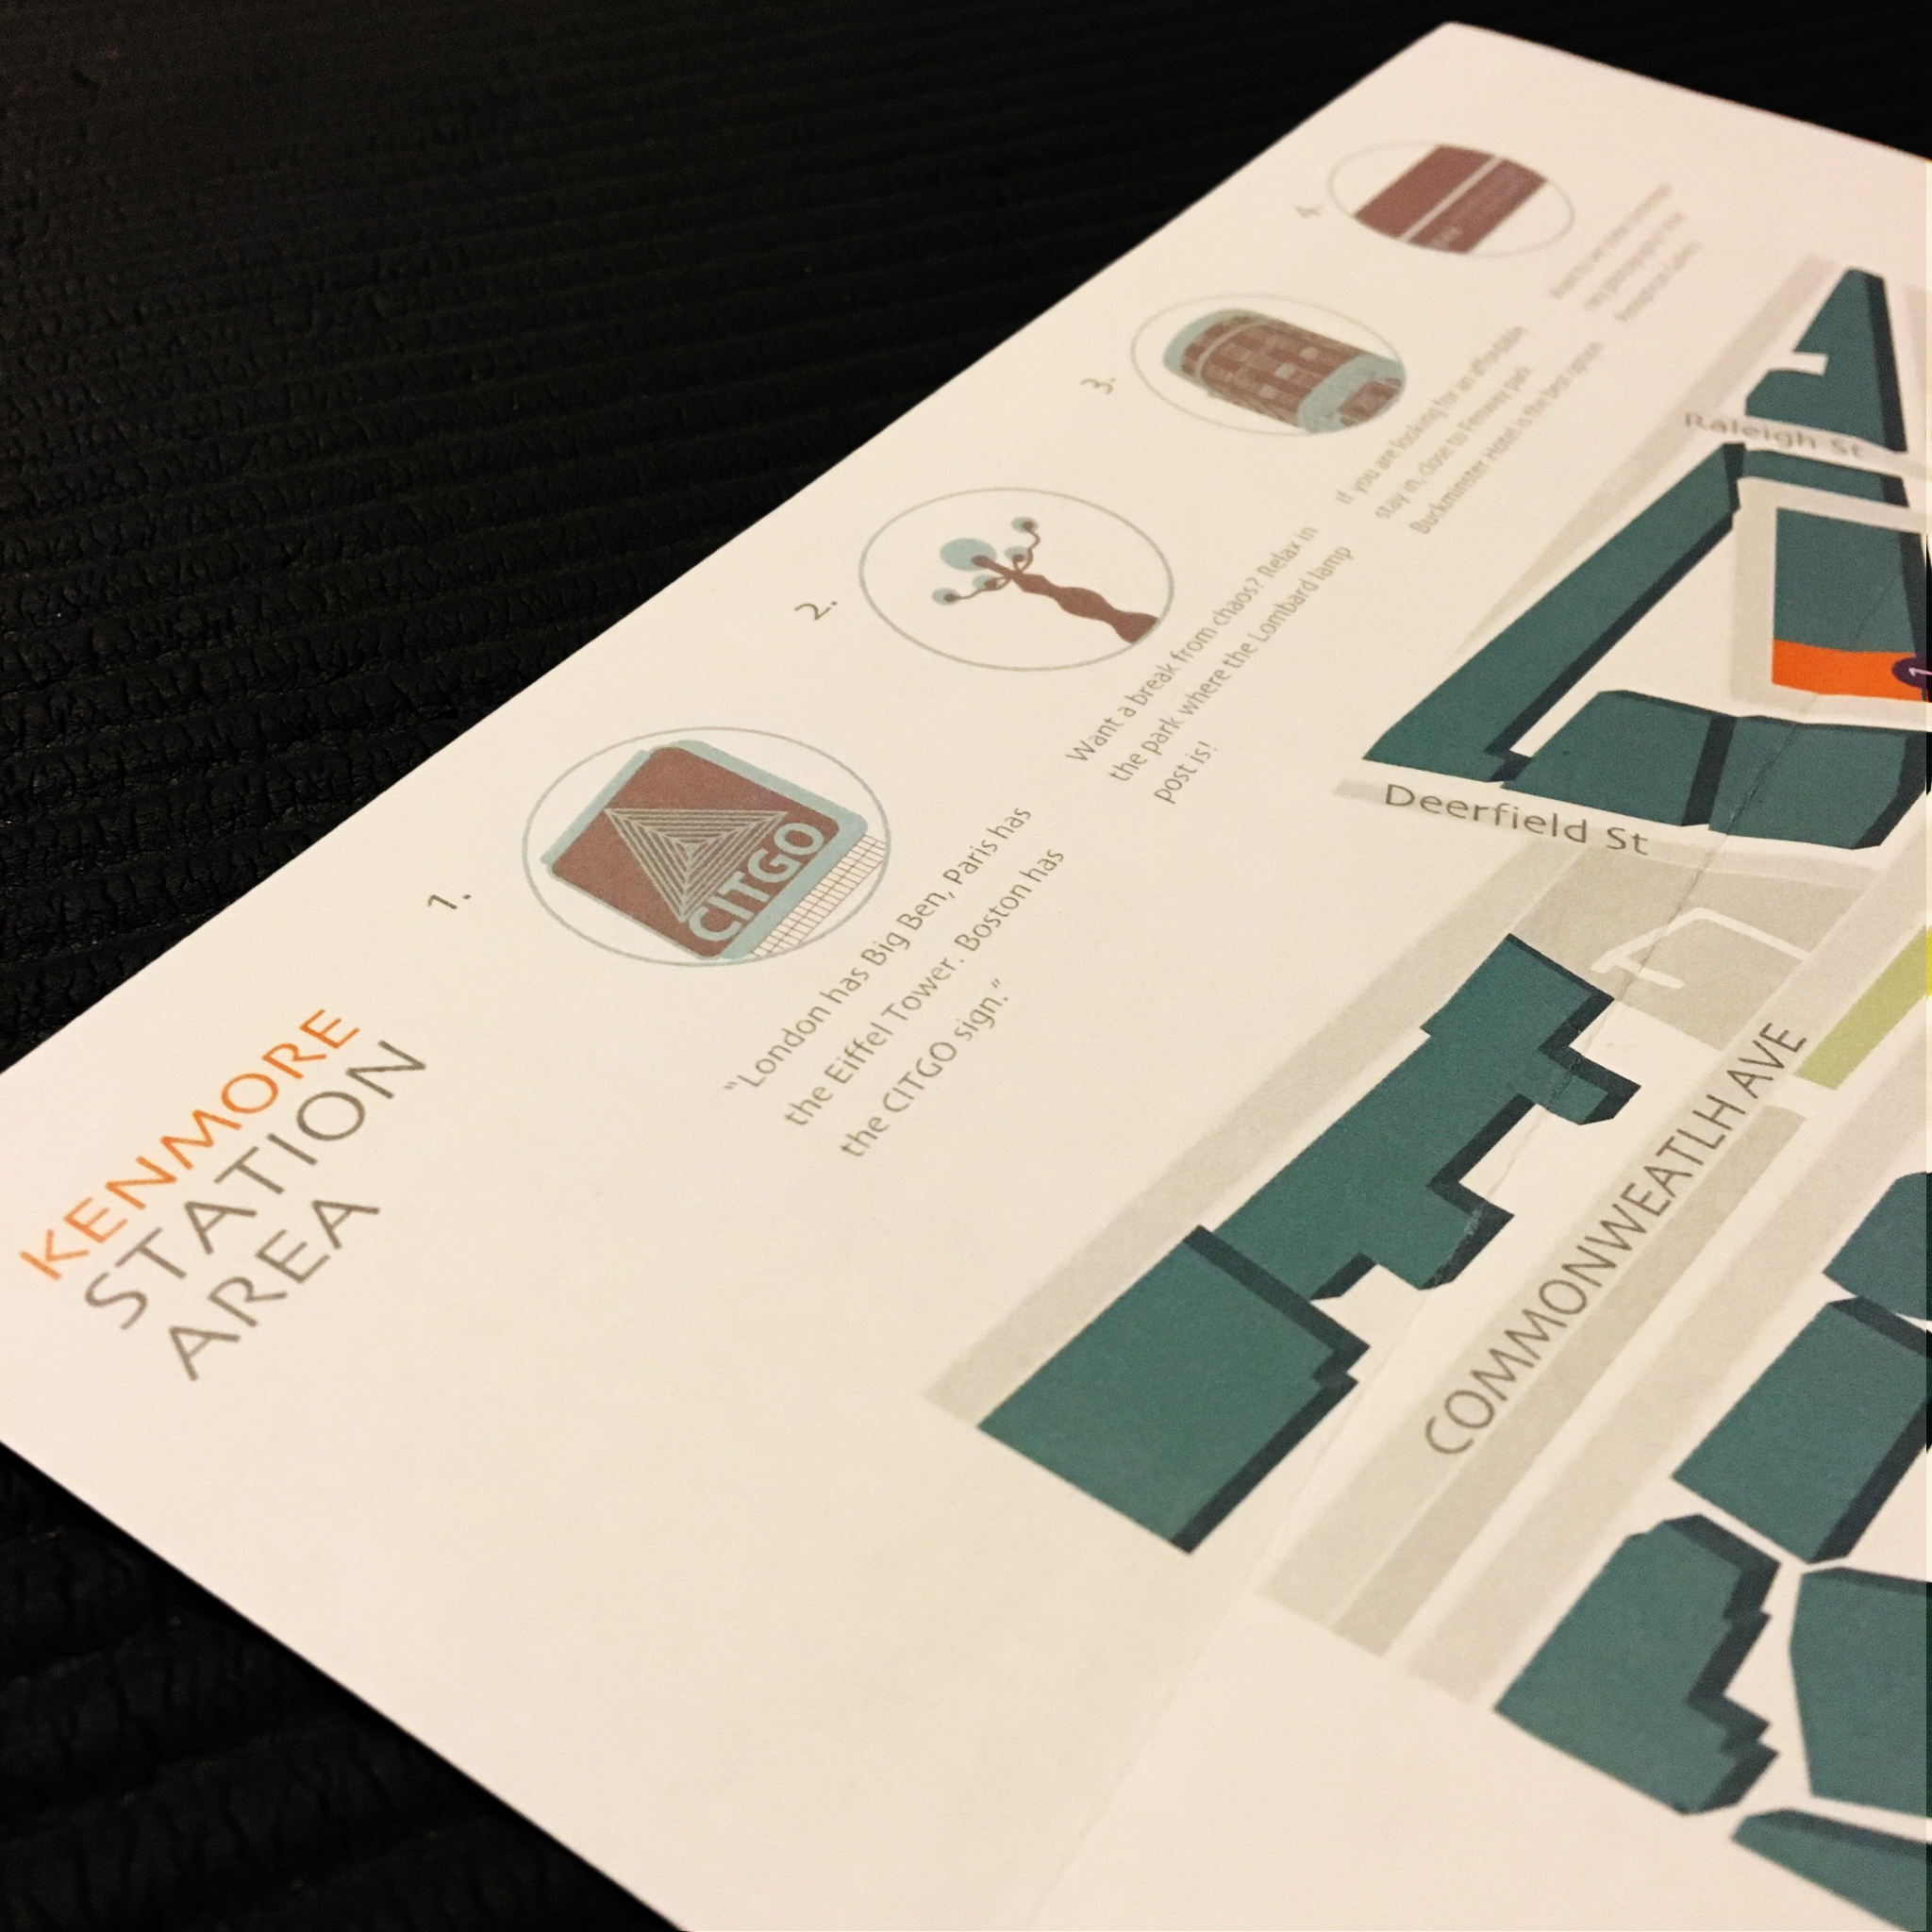 KENMORE
STATION
AREA
1.
CITGO
“London has Big Ben, Paris has
the Eiffel Tower. Boston has
the CITGO sign.”
2.
Want a break from chaos? Relax in
the park where the Lombard lamp
post is!
3.
If you are looking for an affordable
stay in, close to Fenway park
Buckminster Hotel is the best option
4.
Raleigh St
Deerfield St
COMMONWEATLH AVE
1